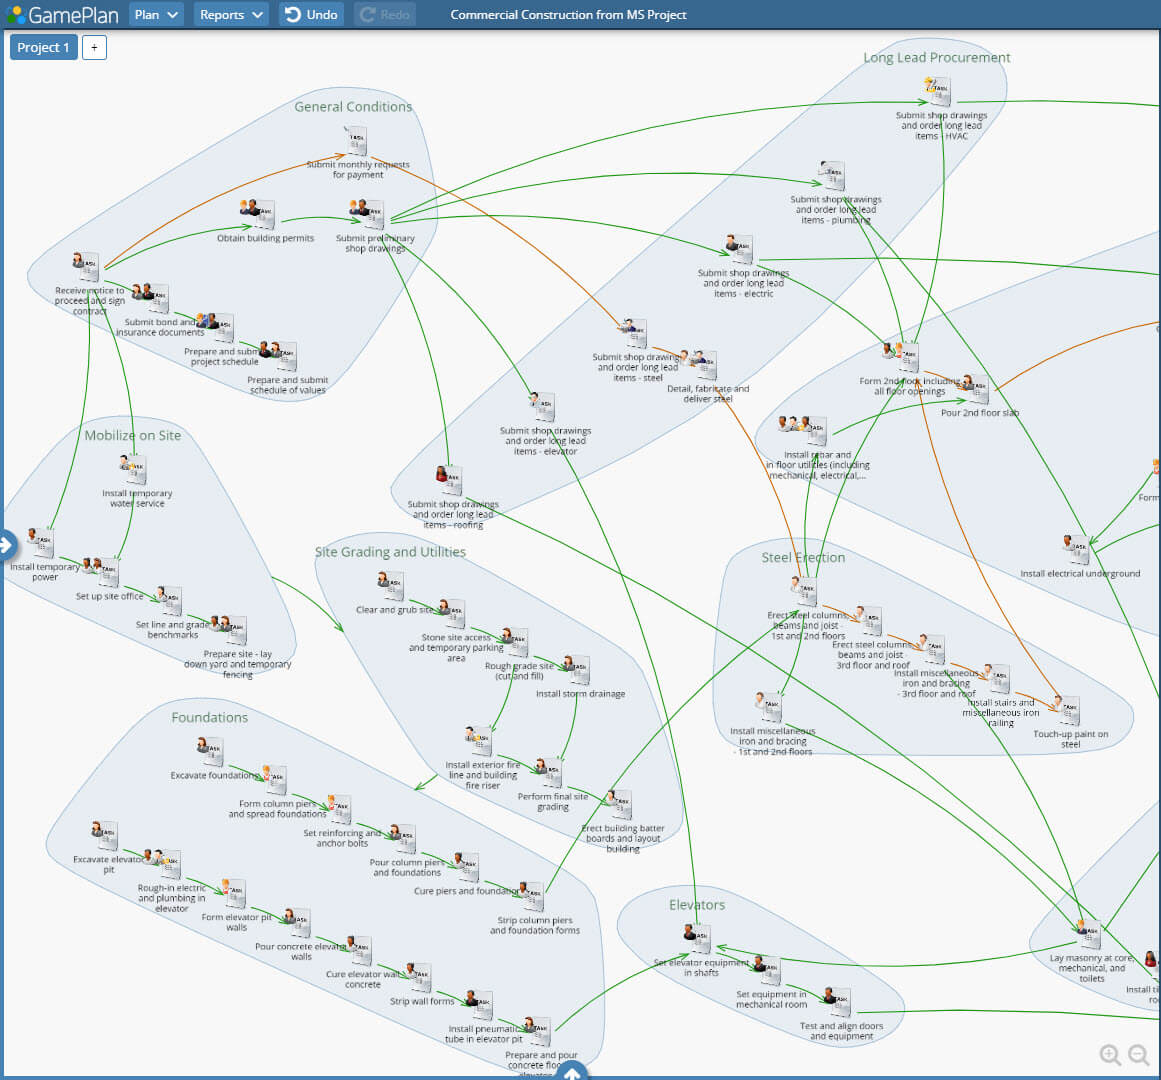 GamePlan
Plan
Reports
Undo
Redo
Commercial Construction from MS Project
Project 1
+
Long Lead Procurement
Submit shop drawings
and order long lead
items - HVAC
General Conditions
Submit monthly requests
for payment
Submit shop drawings
and order long lead
items - plumbing
Obtain building permits
Submit preliminary
shop drawings
Submit shop drawings
and order long lead
items - electric
Receive notice to
proceed and sign
contract
Submit bond and
insurance documents
Prepare and subm
project schedule
Prepare and submit
schedule of values
Submit shop drawing
and order long lead
items - steel
Detail, fabricate and
deliver steel
Form 2nd floor including
all floor openings
Pour 2nd floor slab
Submit shop drawings
and order long lead
items - elevator
Install rebar and
in floor utilities (including
mechanical, electrical,...
Mobilize on Site
Install temporary
water service
Submit shop drawings
and order long lead
items - roofing
Form
Install temporary
power
Set up site office
Set line and grade
benchmarks
Prepare site - lay
down yard and temporary
fencing
Site Grading and Utilities
Clear and grub site
Stone site access
and temporary parking
area
Rough grade site
(cut and fill)
Install storm drainage
Install exterior fire
line and building
fire riser
Perform final site
grading
Erect building batter
boards and layout
building
Install electrical underground
Steel Erection
Erect steel columns,
beams and joist -
1st and 2nd floors
Erect steel columns
beams and joist -
3rd floor and roof
Install miscellaneous
iron and bracing
- 3rd floor and roof
Install stairs and
miscellaneous iron
railing
Touch-up paint on
steel
Install miscellaneous
iron and bracing
- 1st and 2nd floors
Foundations
Excavate foundations
Form column piers
and spread foundations
Set reinforcing and
anchor bolts
Pour column piers
and foundations
Cure piers and foundatio
Strip column piers
and foundation forms
Excavate elevator
pit
Rough-in electric
and plumbing in
elevator
Form elevator pit
walls
Pour concrete elevator
walls
Cure elevator wall
concrete
Strip wall forms
Install pneumatic
tube in elevator pit
Prepare and pour
concrete floor
Elevators
Set elevator equipment
in shafts
Set equipment in
mechanical room
Test and align doors
and equipment
Lay masonry at core,
mechanical, and
toilets
Install ti
ro